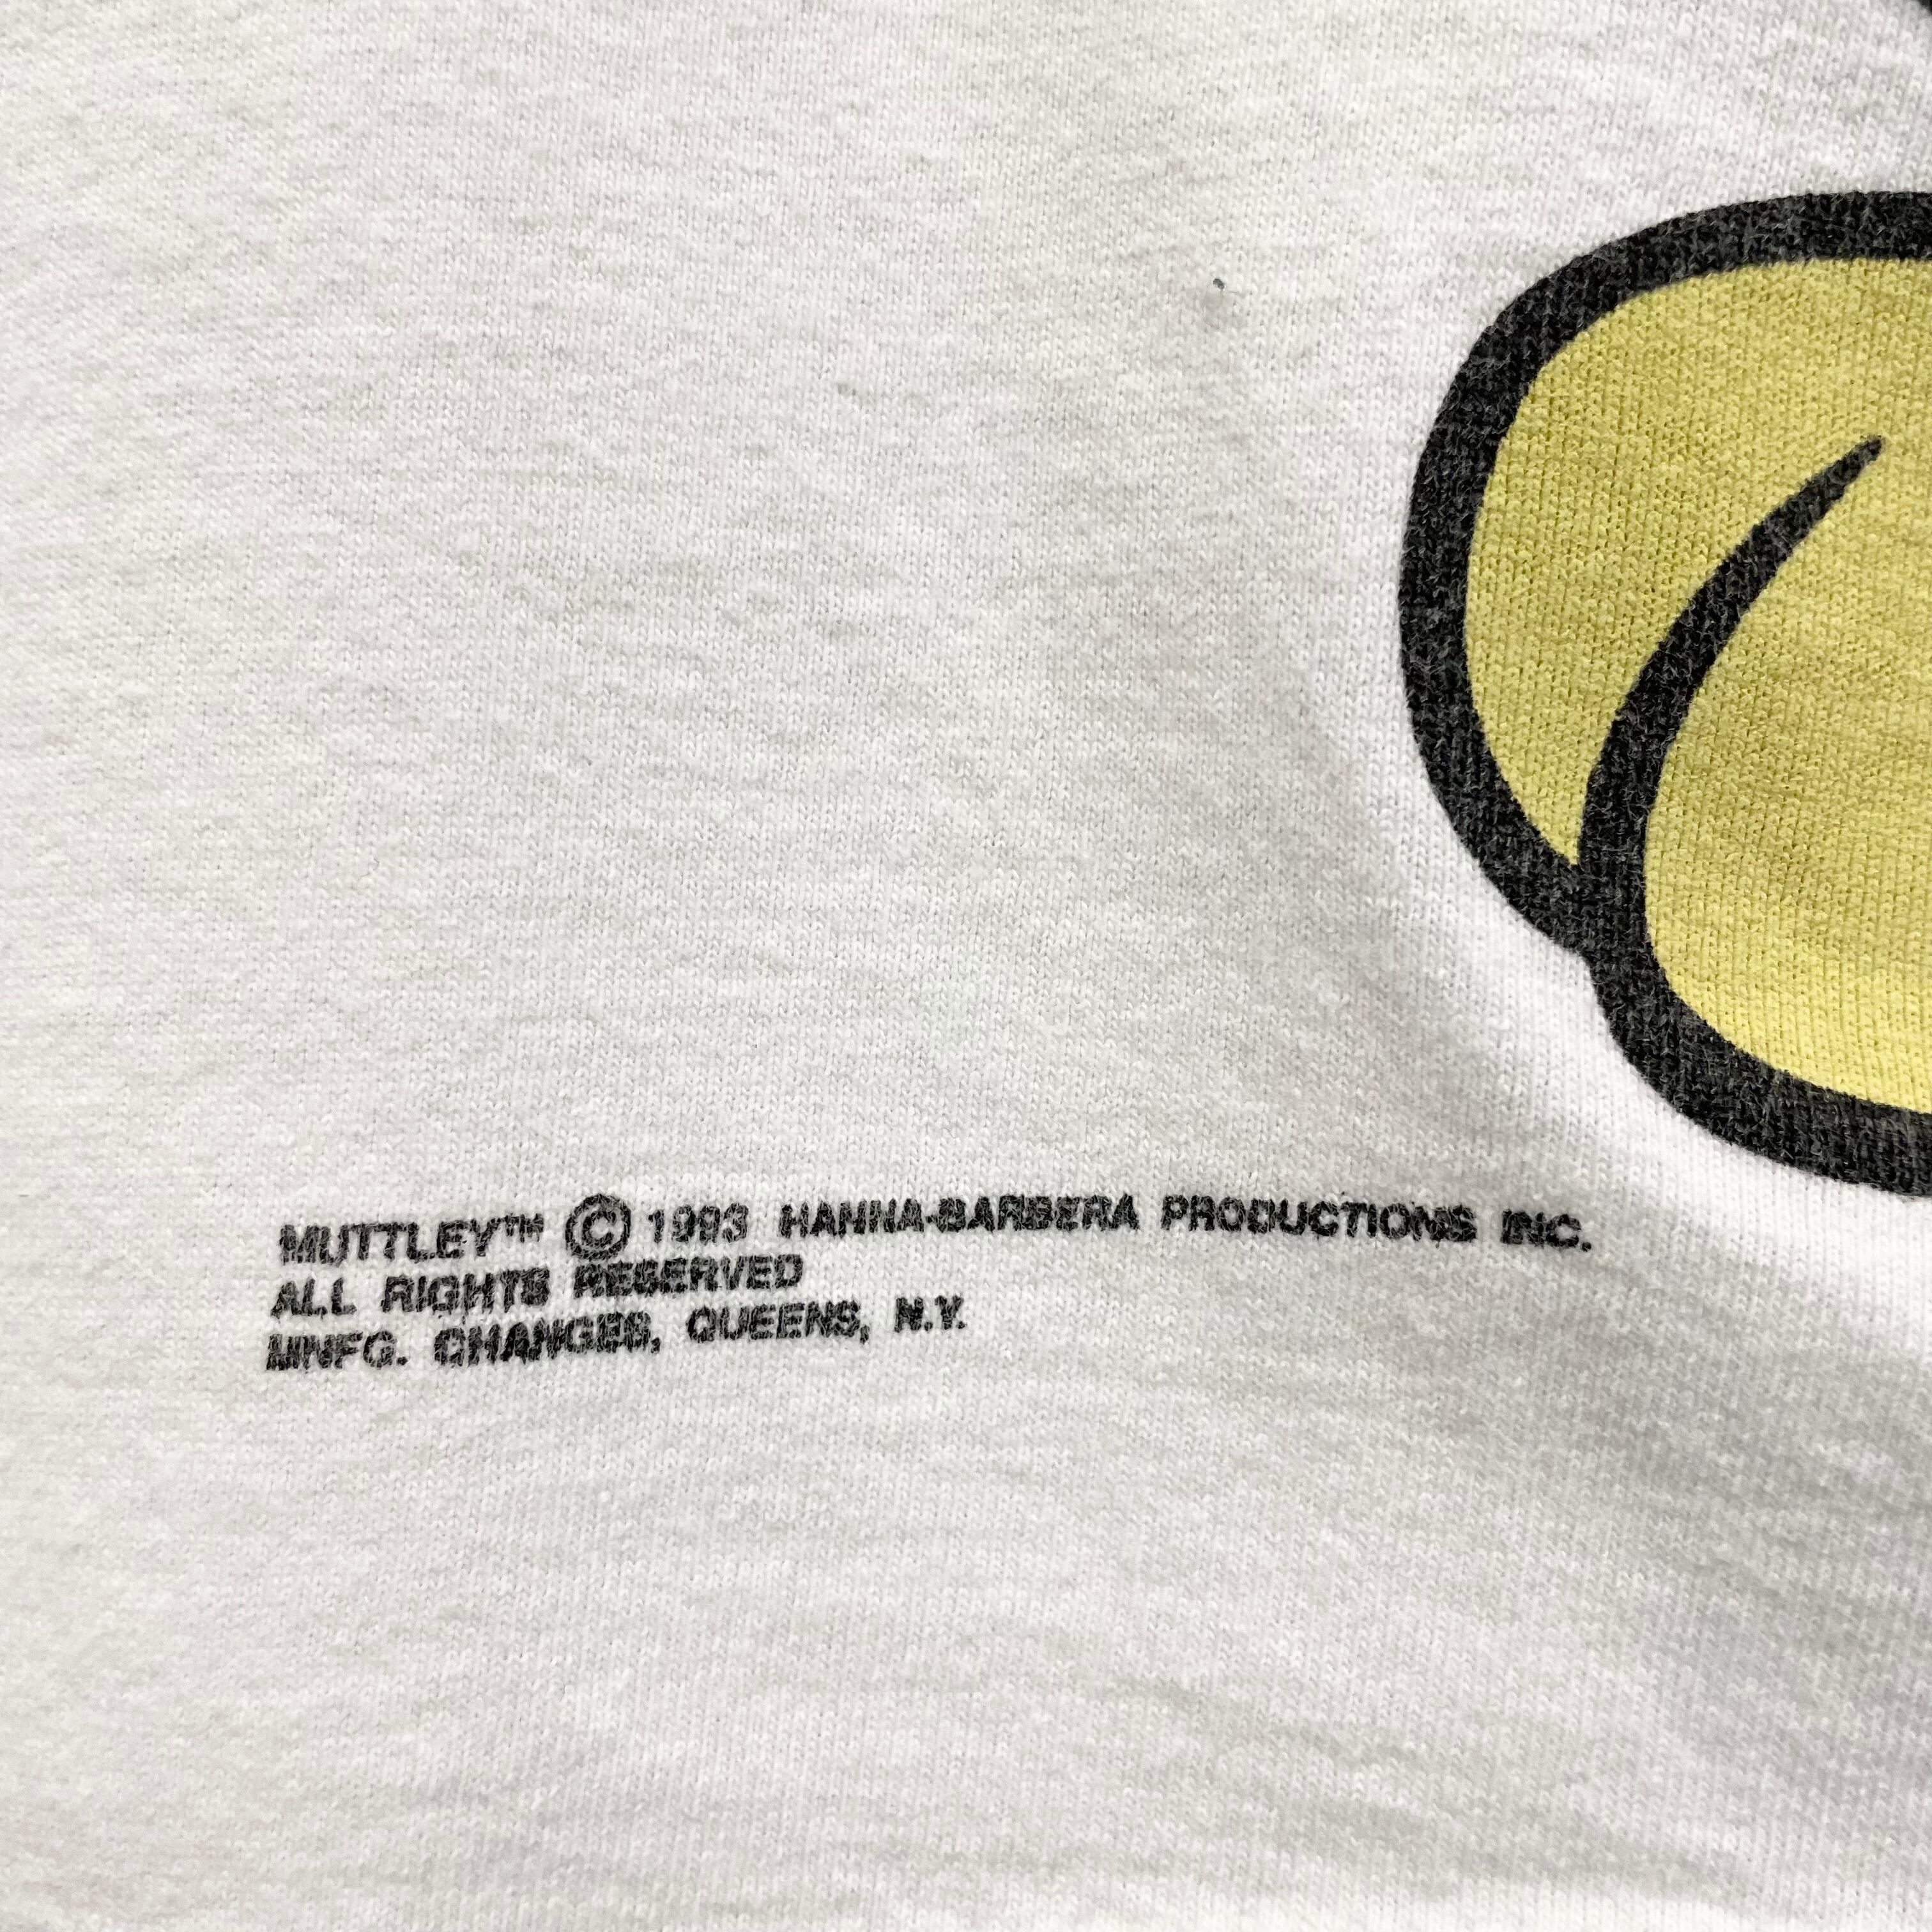 MUTTLEY™ © 1993 HANNA-BARBERA PRODUCTIONS INC.
ALL RIGHTS RESERVED
MNFG. CHANGES, QUEENS, N.Y.